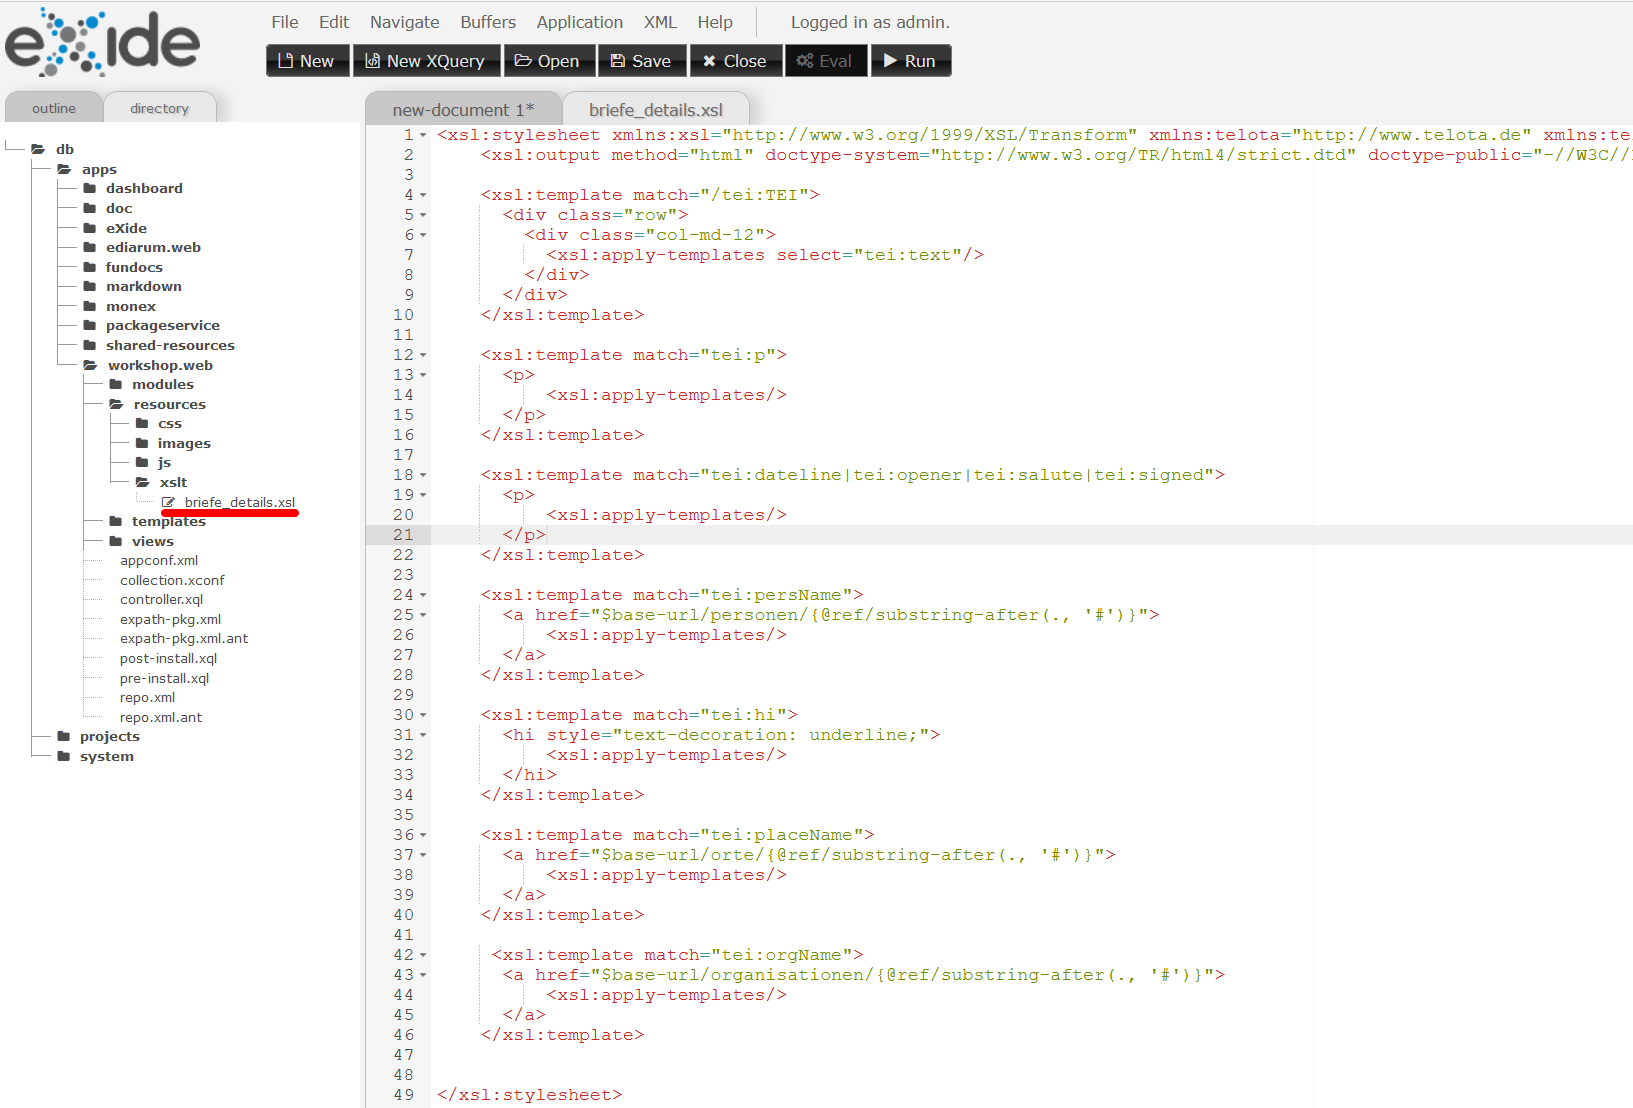 eXide
File Edit Navigate Buffers Application XML Help Logged in as admin.
New New XQuery Open Save Close Eval Run
outline directory
db
apps
dashboard
doc
eXide
ediarum.web
fundocs
markdown
monex
packageservice
shared-resources
workshop.web
modules
resources
css
images
js
xslt
briefe_details.xsl
templates
views
appconf.xml
collection.xconf
controller.xql
expath-pkg.xml
expath-pkg.xml.ant
post-install.xql
pre-install.xql
repo.xml
repo.xml.ant
projects
system
new-document 1* briefe_details.xsl
1 <xsl:stylesheet xmlns:xsl="http://www.w3.org/1999/XSL/Transform" xmlns:telota="http://www.telota.de" xmlns:te
2 <xsl:output method="html" doctype-system="http://www.w3.org/TR/html4/strict.dtd" doctype-public="-//W3C//
3
4 <xsl:template match="/tei:TEI">
5 <div class="row">
6 <div class="col-md-12">
7 <xsl:apply-templates select="tei:text"/>
8 </div>
9 </div>
10 </xsl:template>
11
12 <xsl:template match="tei:p">
13 <p>
14 <xsl:apply-templates/>
15 </p>
16 </xsl:template>
17
18 <xsl:template match="tei:dateline|tei:opener|tei:salute|tei:signed">
19 <p>
20 <xsl:apply-templates/>
21 </p>
22 </xsl:template>
23
24 <xsl:template match="tei:persName">
25 <a href="$base-url/personen/{@ref/substring-after(., '#')}">
26 <xsl:apply-templates/>
27 </a>
28 </xsl:template>
29
30 <xsl:template match="tei:hi">
31 <hi style="text-decoration: underline;">
32 <xsl:apply-templates/>
33 </hi>
34 </xsl:template>
35
36 <xsl:template match="tei:placeName">
37 <a href="$base-url/orte/{@ref/substring-after(., '#')}">
38 <xsl:apply-templates/>
39 </a>
40 </xsl:template>
41
42 <xsl:template match="tei:orgName">
43 <a href="$base-url/organisationen/{@ref/substring-after(., '#')}">
44 <xsl:apply-templates/>
45 </a>
46 </xsl:template>
47
48
49 </xsl:stylesheet>